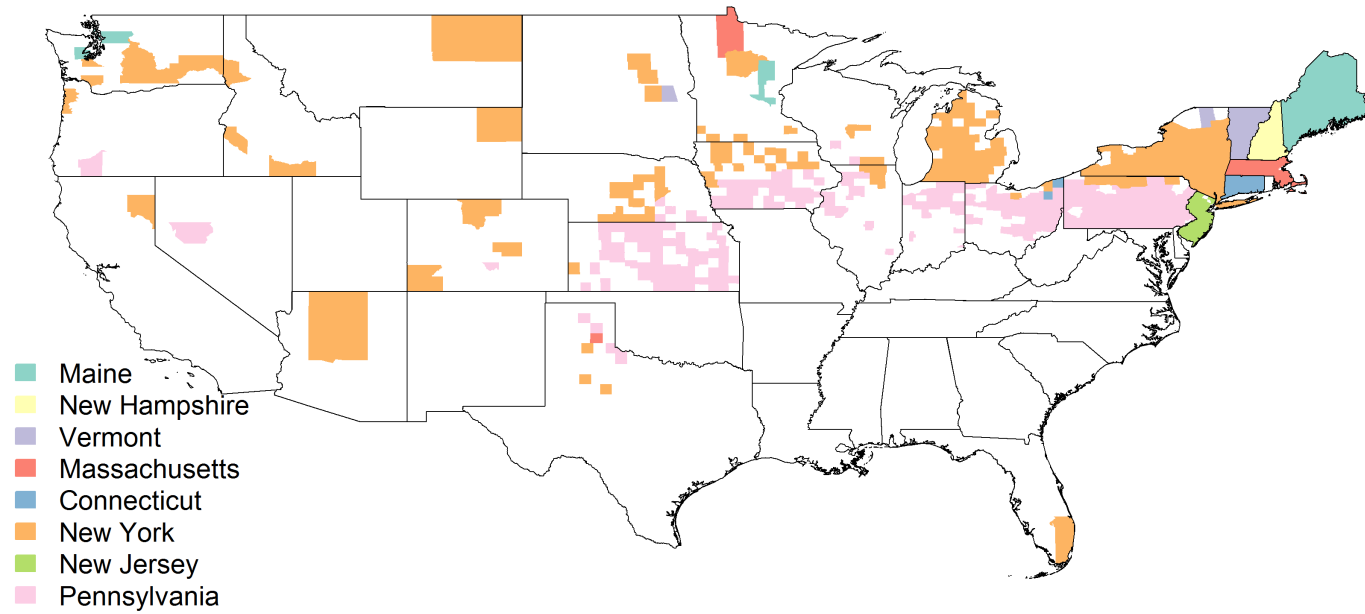 Maine
New Hampshire
Vermont
Massachusetts
Connecticut
New York
New Jersey
Pennsylvania